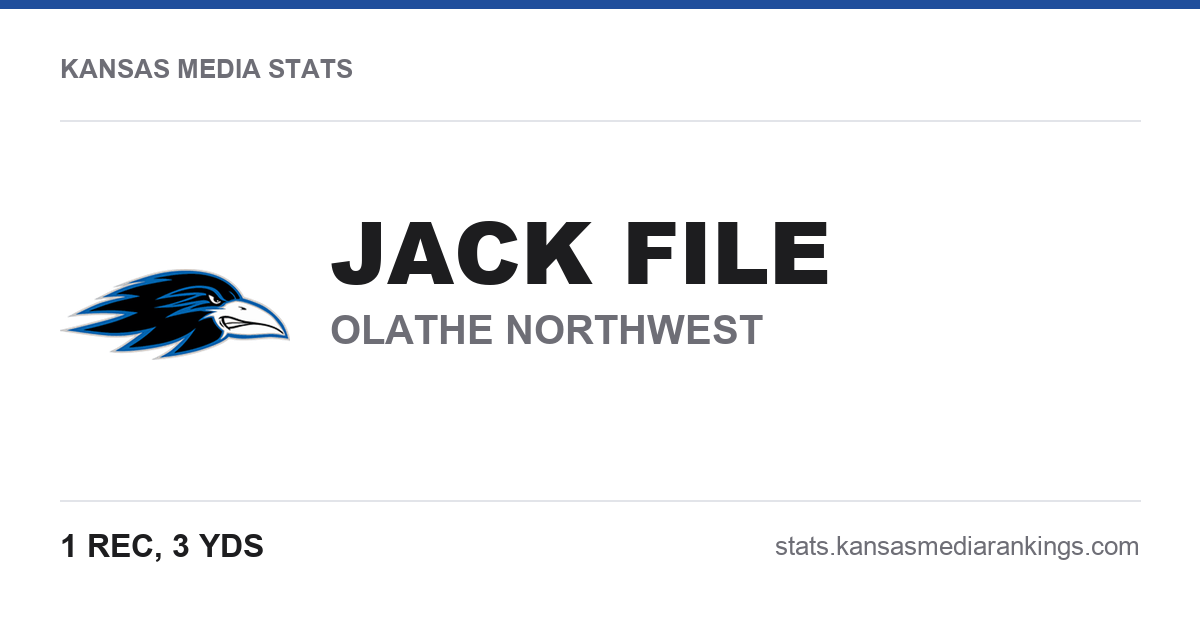 KANSAS MEDIA STATS
JACK FILE
OLATHE NORTHWEST
1 REC, 3 YDS
stats.kansasmediarankings.com